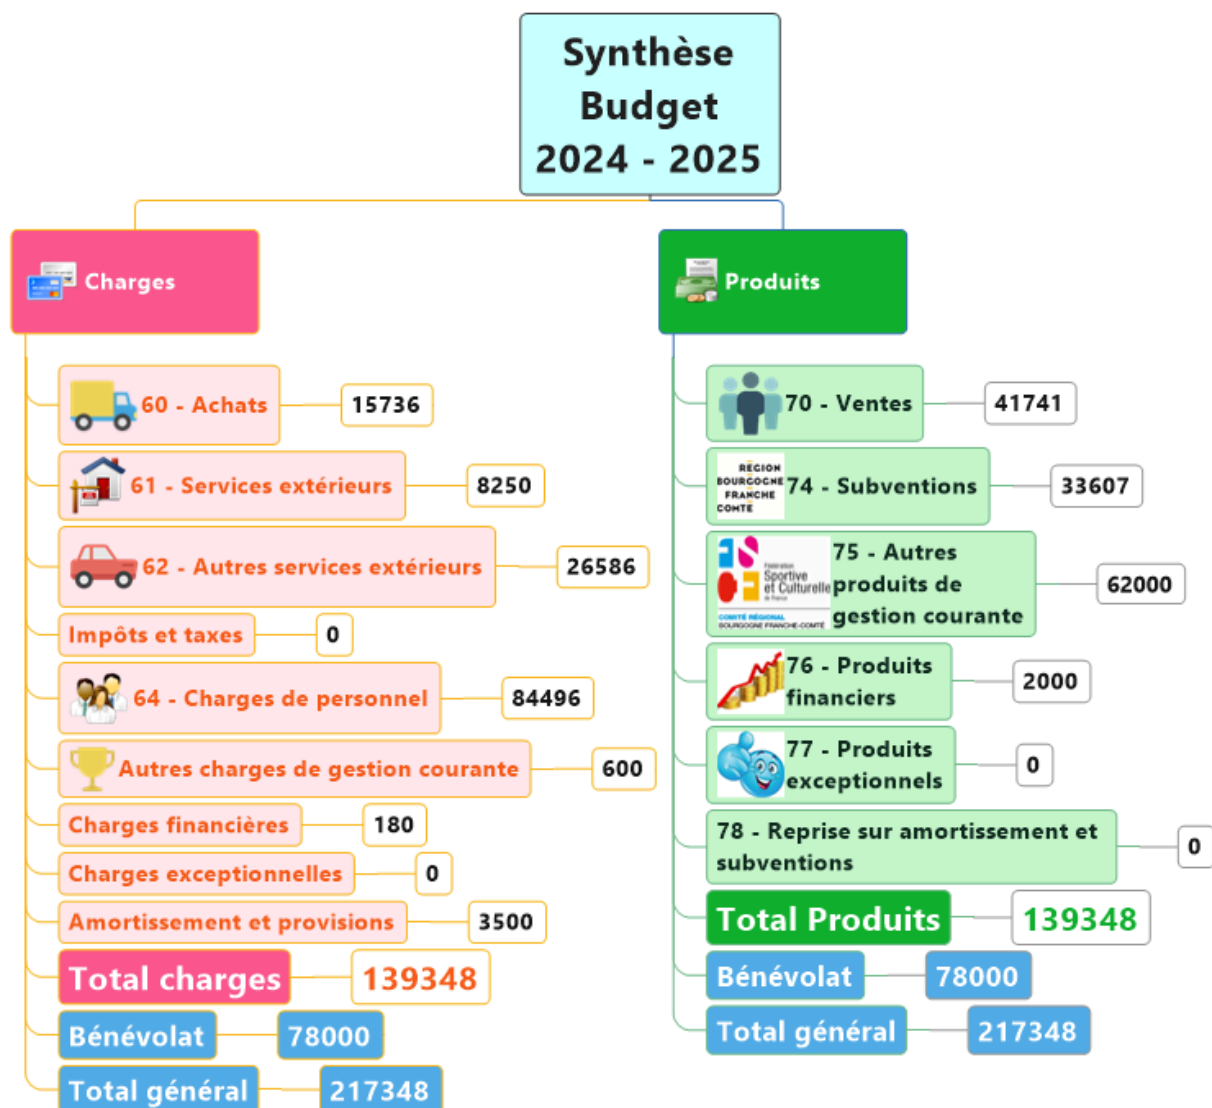 Synthèse
Budget
2024 - 2025
Charges
60 - Achats
15736
61 - Services extérieurs
8250
62 - Autres services extérieurs
26586
Impôts et taxes
0
64 - Charges de personnel
84496
Autres charges de gestion courante
600
Charges financières
180
Charges exceptionnelles
0
Amortissement et provisions
3500
Total charges
139348
Bénévolat
78000
Total général
217348
Produits
70 - Ventes
41741
RÉGION
BOURGOGNE
FRANCHE
COMTÉ
74 - Subventions
33607
Fédération
Sportive
et Culturelle
de France
COMITÉ RÉGIONAL
BOURGOGNE FRANCHE-COMTÉ
75 - Autres
produits de
gestion courante
62000
76 - Produits
financiers
2000
77 - Produits
exceptionnels
0
78 - Reprise sur amortissement et
subventions
0
Total Produits
139348
Bénévolat
78000
Total général
217348